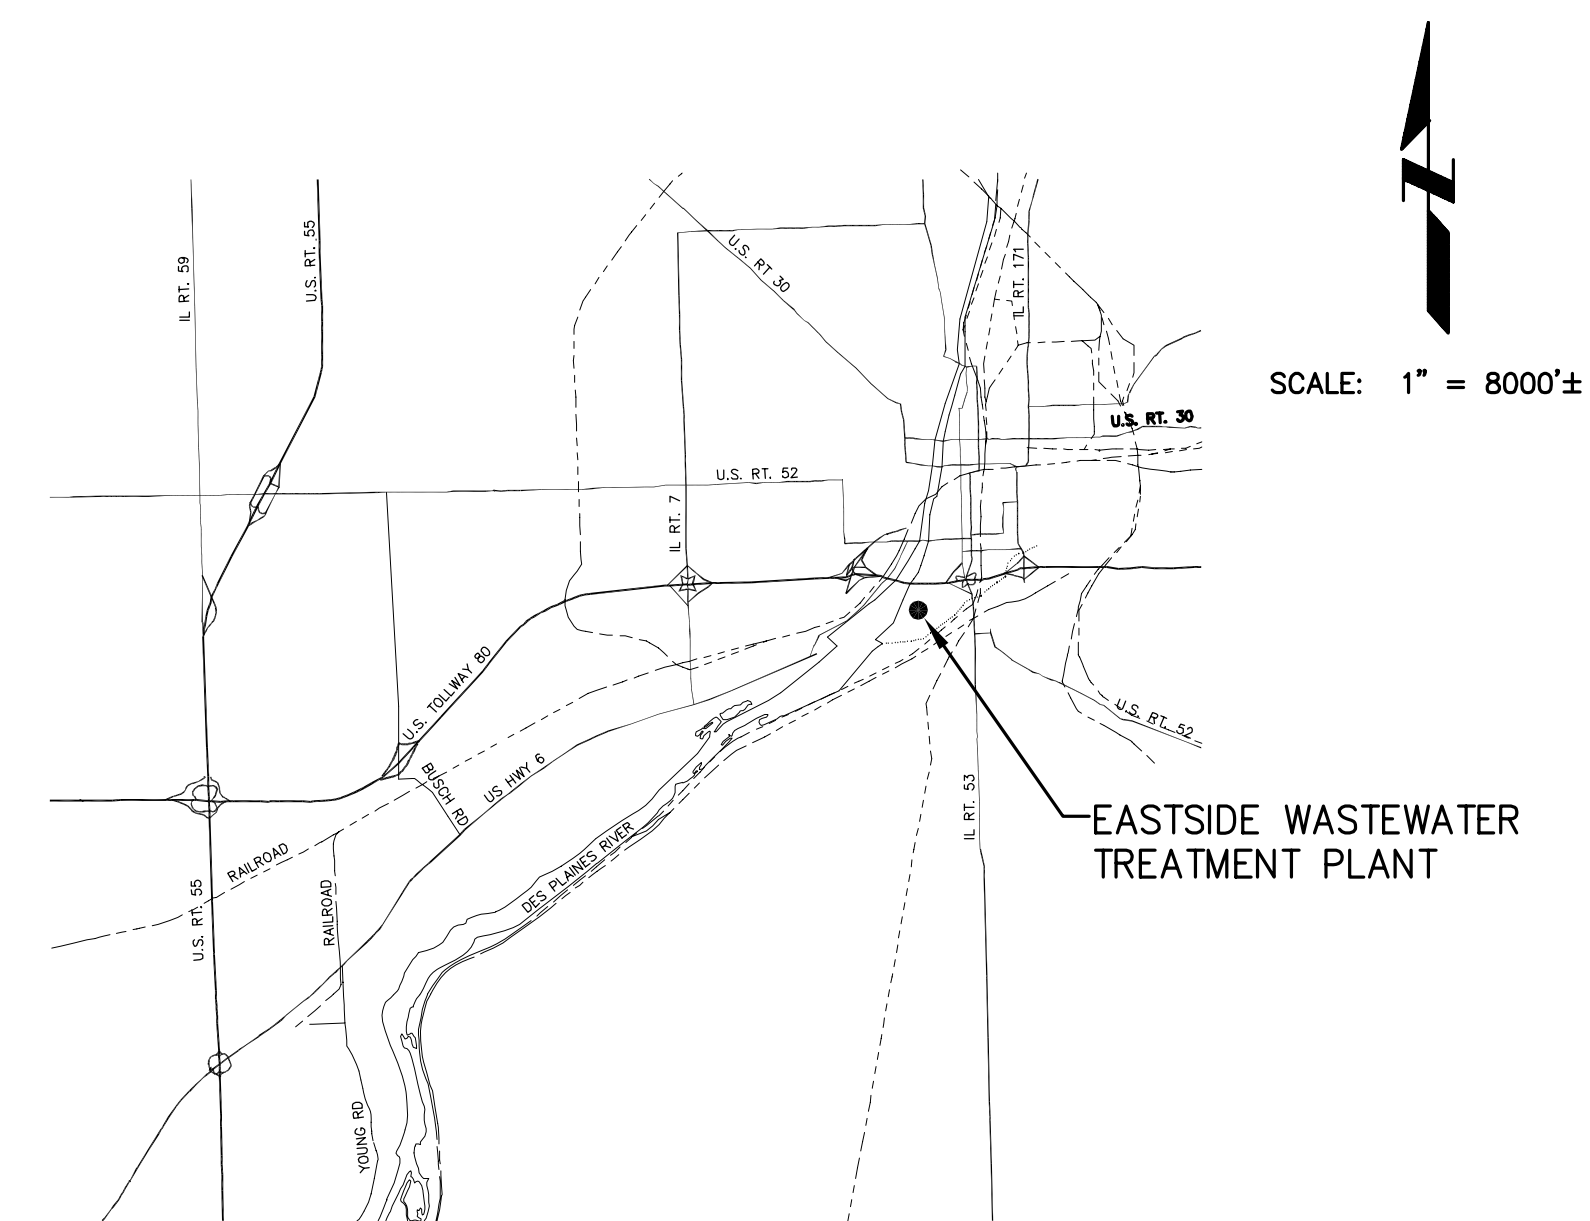 U.S. RT. 55
IL RT. 59
U.S. RT 30
IL RT. 171
SCALE: 1" = 8000'±
U.S. RT. 30
U.S. RT. 52
IL RT. 7
U.S. TOLLWAY 80
U.S. RT. 52
BUSCH RD
US HWY 6
IL RT. 53
EASTSIDE WASTEWATER
TREATMENT PLANT
RAILROAD
DES PLAINES RIVER
U.S. RT. 55
RAILROAD
YOUNG RD